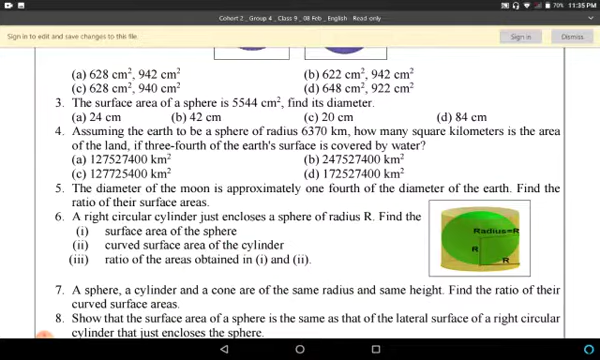 70% 11:35 PM
Cohort 2_ Group 4_ Class 9_ 08 Feb_ English Read only
Sign in to edit and save changes to this file.
Sign in
Dismiss
(a) 628 cm², 942 cm² (b) 622 cm², 942 cm²
(c) 628 cm², 940 cm² (d) 648 cm², 922 cm²
3. The surface area of a sphere is 5544 cm², find its diameter.
(a) 24 cm (b) 42 cm (c) 20 cm (d) 84 cm
4. Assuming the earth to be a sphere of radius 6370 km, how many square kilometers is the area
of the land, if three-fourth of the earth's surface is covered by water?
(a) 127527400 km² (b) 247527400 km²
(c) 127725400 km² (d) 172527400 km²
5. The diameter of the moon is approximately one fourth of the diameter of the earth. Find the
ratio of their surface areas.
6. A right circular cylinder just encloses a sphere of radius R. Find the
(i) surface area of the sphere
(ii) curved surface area of the cylinder
(iii) ratio of the areas obtained in (i) and (ii).
Radius=R
R
R
7. A sphere, a cylinder and a cone are of the same radius and same height. Find the ratio of their
curved surface areas.
8. Show that the surface area of a sphere is the same as that of the lateral surface of a right circular
cylinder that just encloses the sphere.